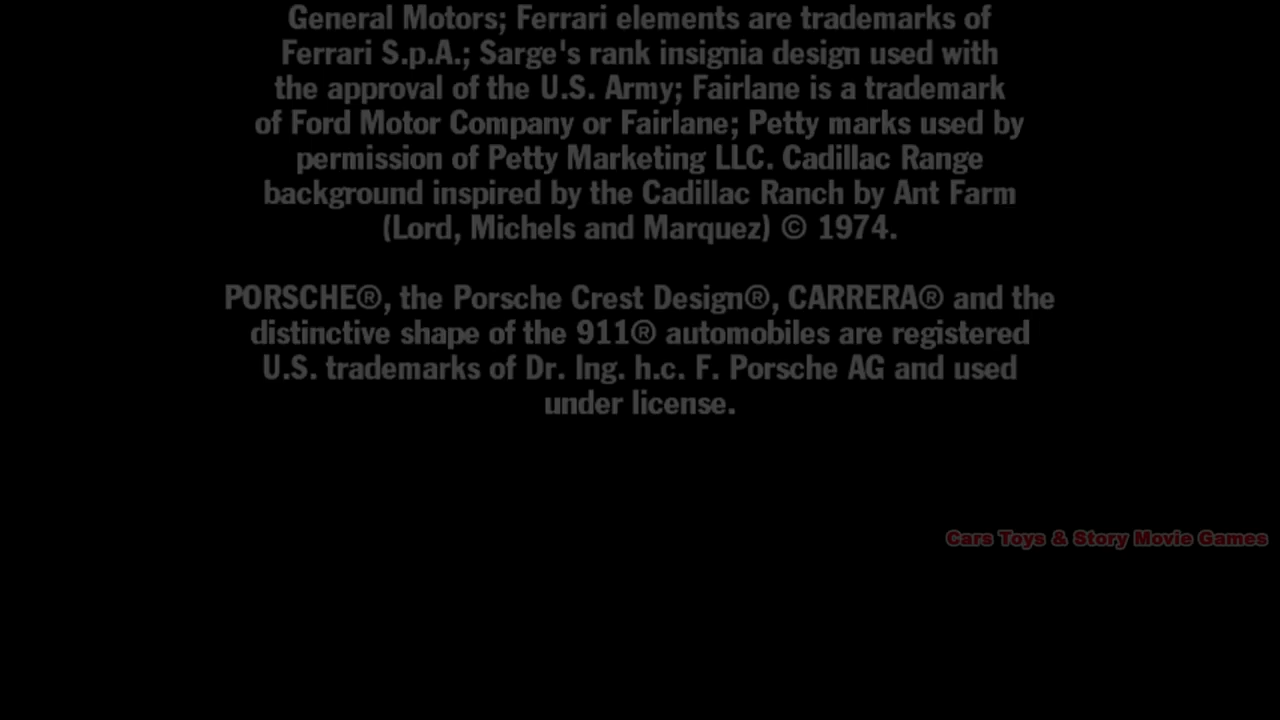 General Motors; Ferrari elements are trademarks of
Ferrari S.p.A.; Sarge's rank insignia design used with
the approval of the U.S. Army; Fairlane is a trademark
of Ford Motor Company or Fairlane; Petty marks used by
permission of Petty Marketing LLC. Cadillac Range
background inspired by the Cadillac Ranch by Ant Farm
(Lord, Michels and Marquez) © 1974.
PORSCHE®, the Porsche Crest Design®, CARRERA® and the
distinctive shape of the 911® automobiles are registered
U.S. trademarks of Dr. Ing. h.c. F. Porsche AG and used
under license.
Cars Toys & Story Movie Games